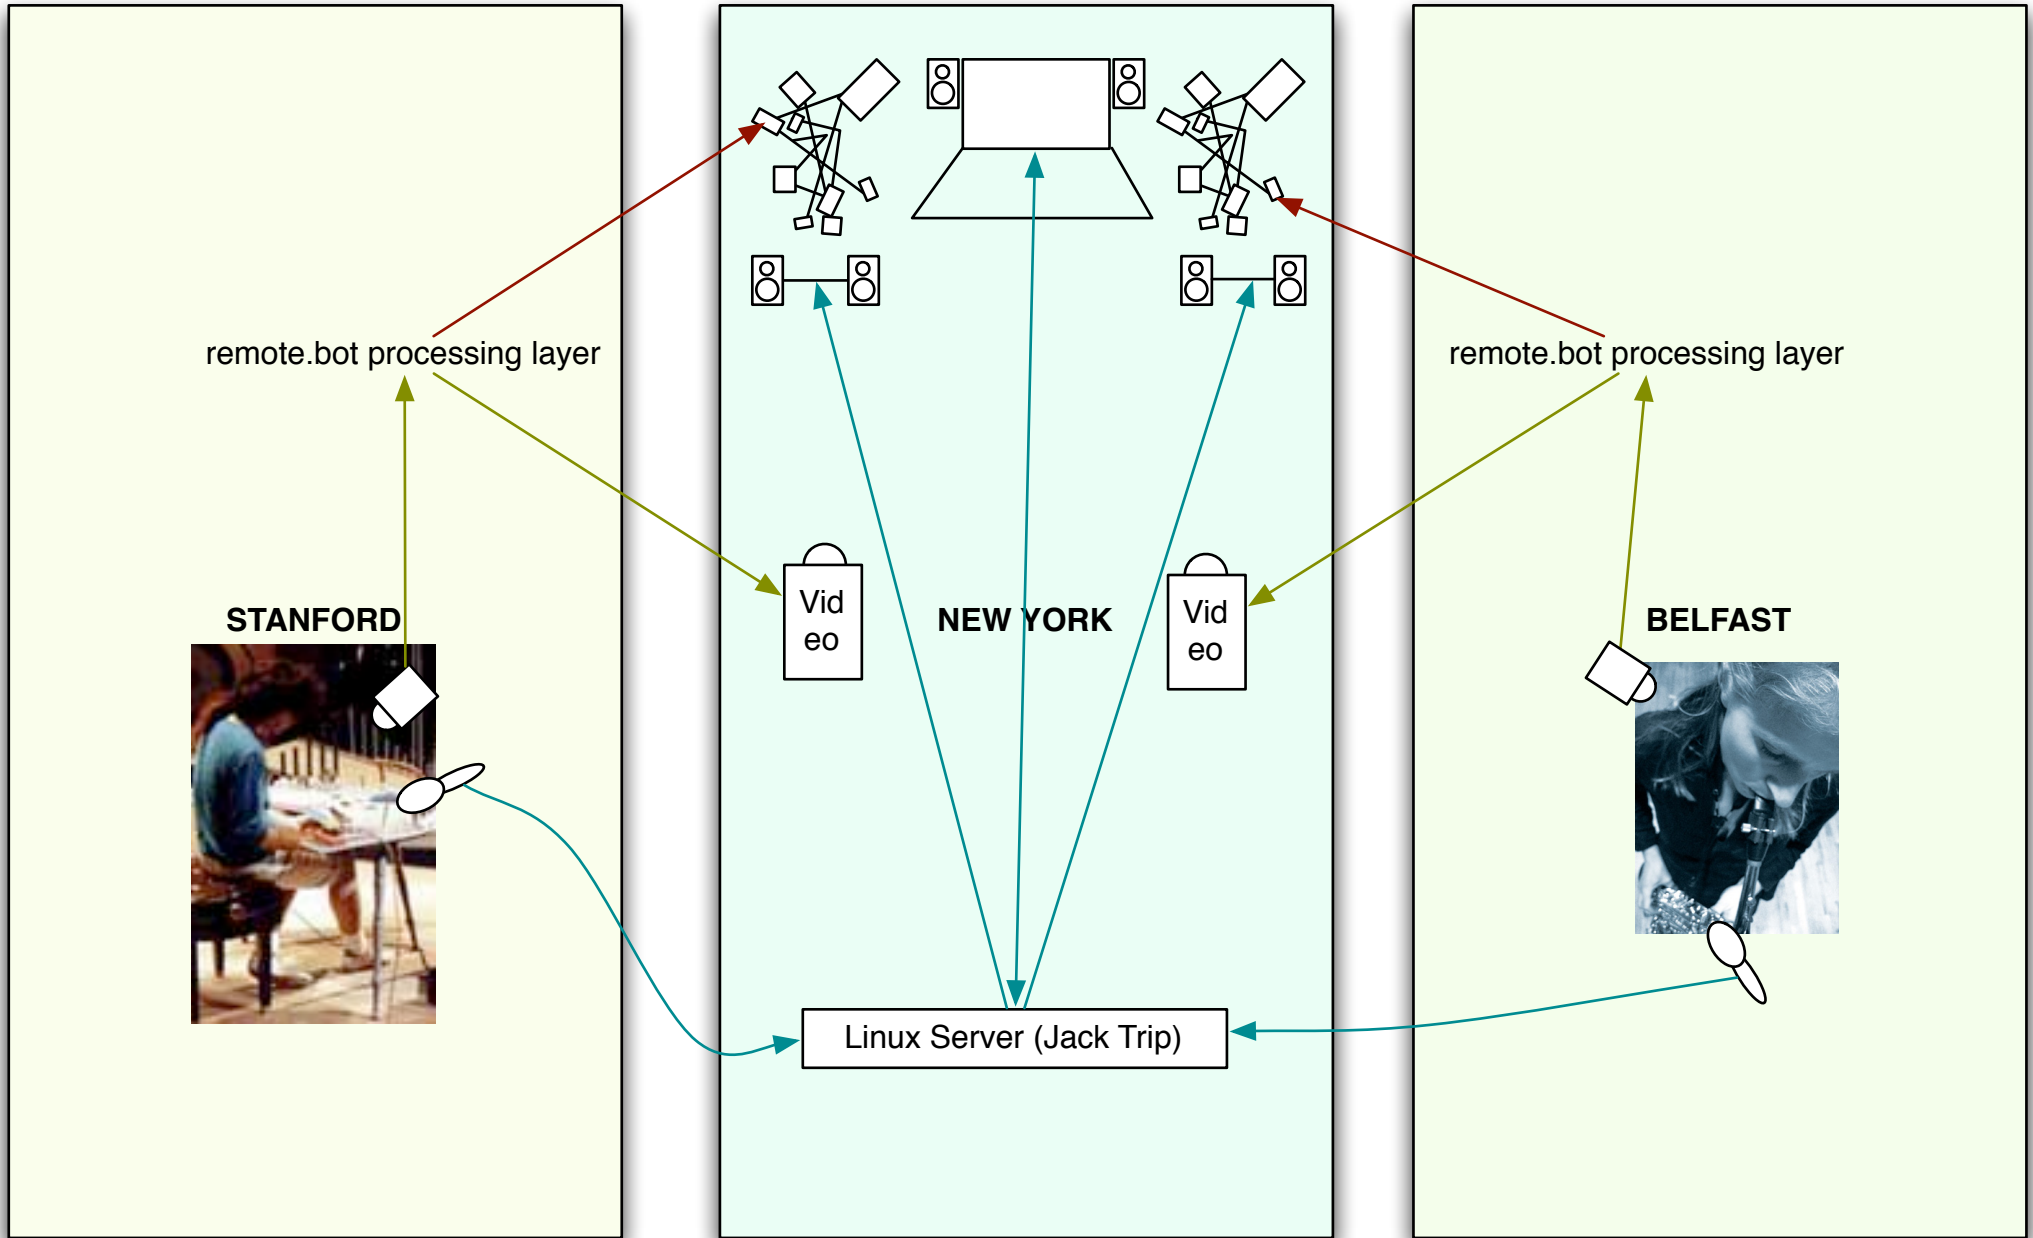 remote.bot processing layer
remote.bot processing layer
STANFORD
Vid
eo
NEW YORK
Vid
eo
BELFAST
Linux Server (Jack Trip)